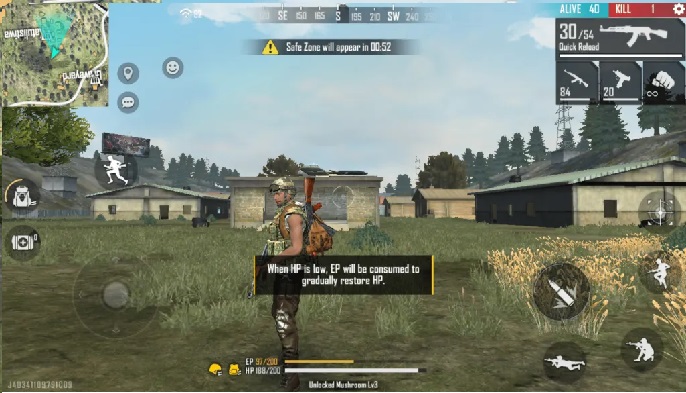 SE 150 165 S 195 210 SW 240
ALIVE 40 KILL 1
30/54
Quick Reload
Safe Zone will appear in 00:52
84 20 ∞
0
When HP is low, EP will be consumed to
gradually restore HP.
EP 97/200
HP 188/200
Unlocked Mushroom Lv3